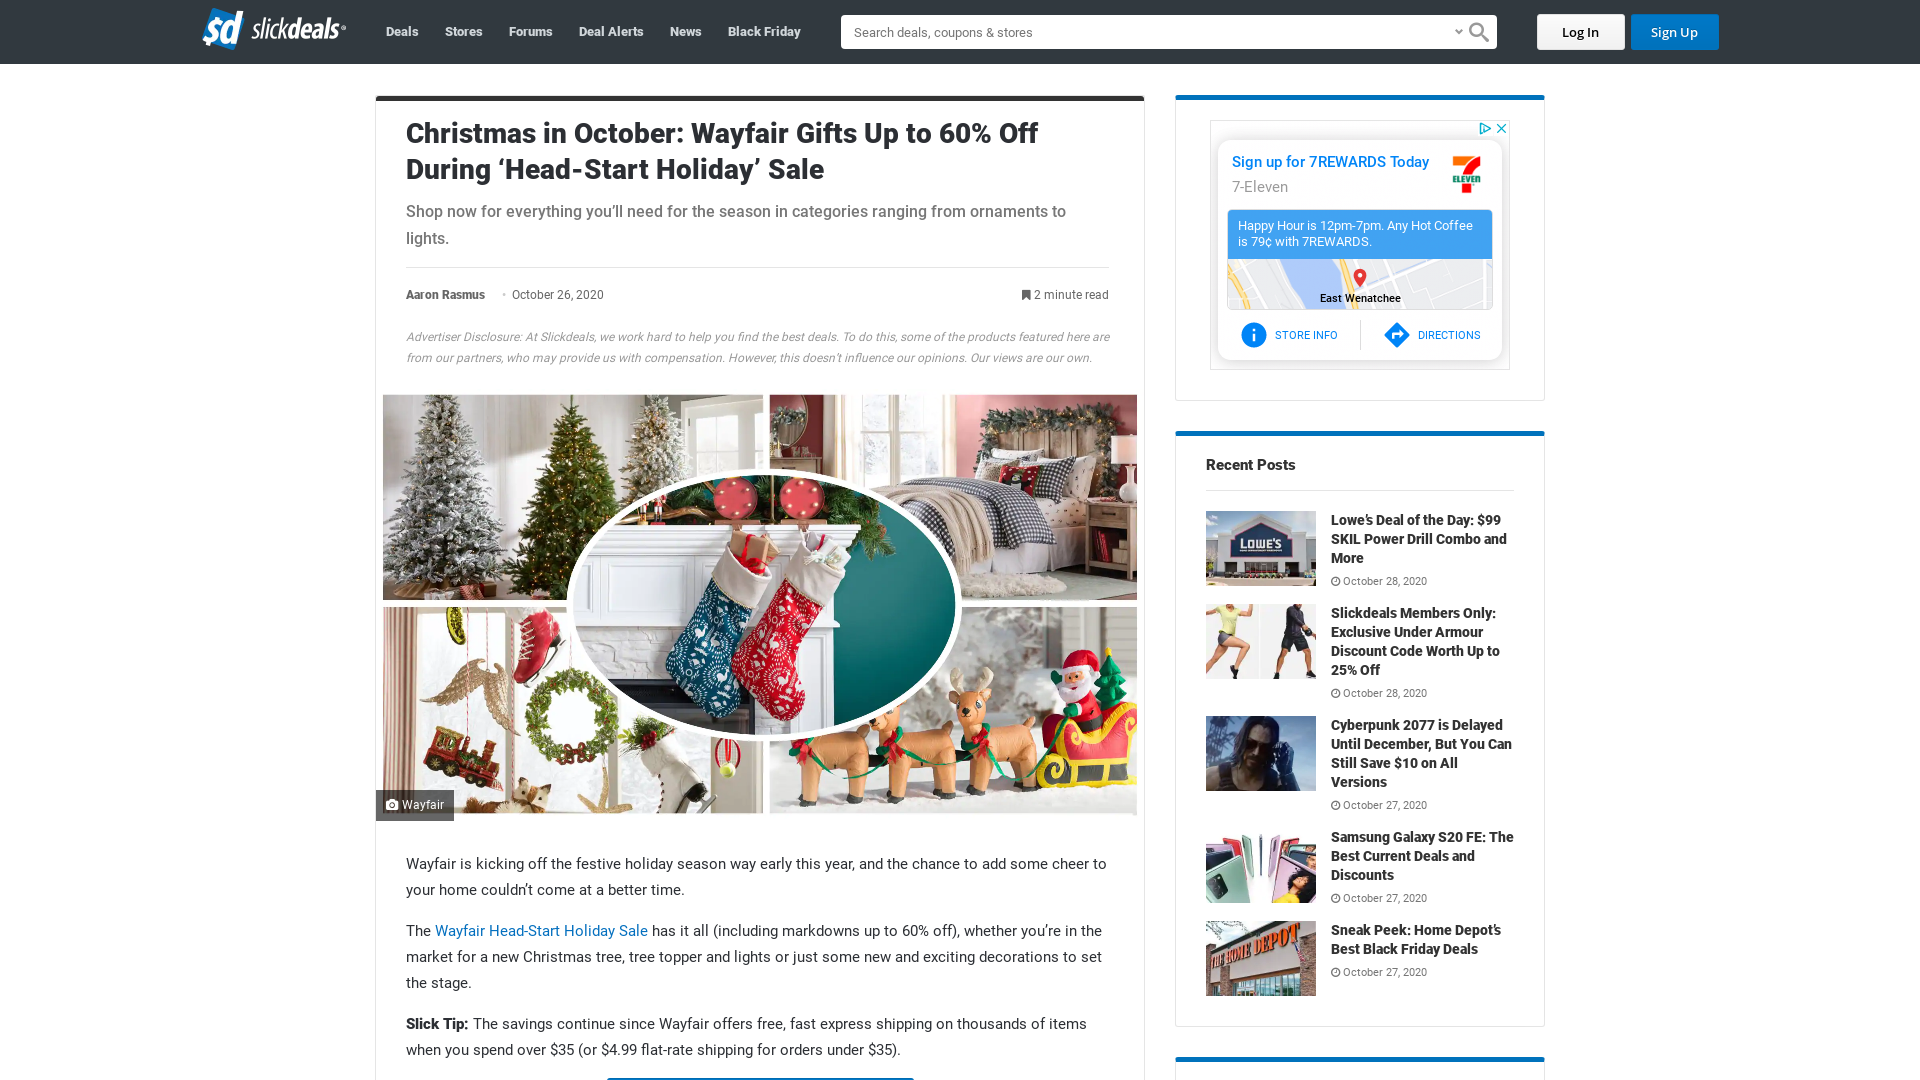 sd slickdeals
Deals
Stores
Forums
Deal Alerts
News
Black Friday
Search deals, coupons & stores
Log In
Sign Up
Christmas in October: Wayfair Gifts Up to 60% Off
During ‘Head-Start Holiday’ Sale
Shop now for everything you’ll need for the season in categories ranging from ornaments to
lights.
Aaron Rasmus
October 26, 2020
2 minute read
Advertiser Disclosure: At Slickdeals, we work hard to help you find the best deals. To do this, some of the products featured here are
from our partners, who may provide us with compensation. However, this doesn’t influence our opinions. Our views are our own.
Wayfair
Wayfair is kicking off the festive holiday season way early this year, and the chance to add some cheer to
your home couldn’t come at a better time.
The Wayfair Head-Start Holiday Sale has it all (including markdowns up to 60% off), whether you’re in the
market for a new Christmas tree, tree topper and lights or just some new and exciting decorations to set
the stage.
Slick Tip: The savings continue since Wayfair offers free, fast express shipping on thousands of items
when you spend over $35 (or $4.99 flat-rate shipping for orders under $35).
Sign up for 7REWARDS Today
7-Eleven
ELEVEN
Happy Hour is 12pm-7pm. Any Hot Coffee
is 79¢ with 7REWARDS.
East Wenatchee
STORE INFO
DIRECTIONS
Recent Posts
LOWE'S
Lowe’s Deal of the Day: $99
SKIL Power Drill Combo and
More
October 28, 2020
Slickdeals Members Only:
Exclusive Under Armour
Discount Code Worth Up to
25% Off
October 28, 2020
Cyberpunk 2077 is Delayed
Until December, But You Can
Still Save $10 on All
Versions
October 27, 2020
Samsung Galaxy S20 FE: The
Best Current Deals and
Discounts
October 27, 2020
THE HOME DEPOT
Sneak Peek: Home Depot’s
Best Black Friday Deals
October 27, 2020